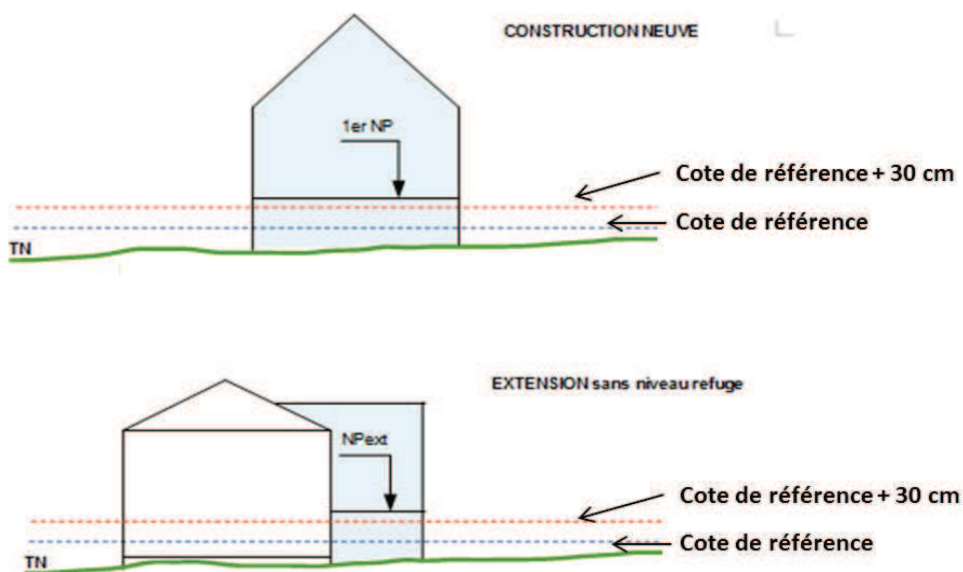 CONSTRUCTION NEUVE
1er NP
Cote de référence + 30 cm
Cote de référence
TN
EXTENSION sans niveau refuge
NPext
Cote de référence + 30 cm
Cote de référence
TN